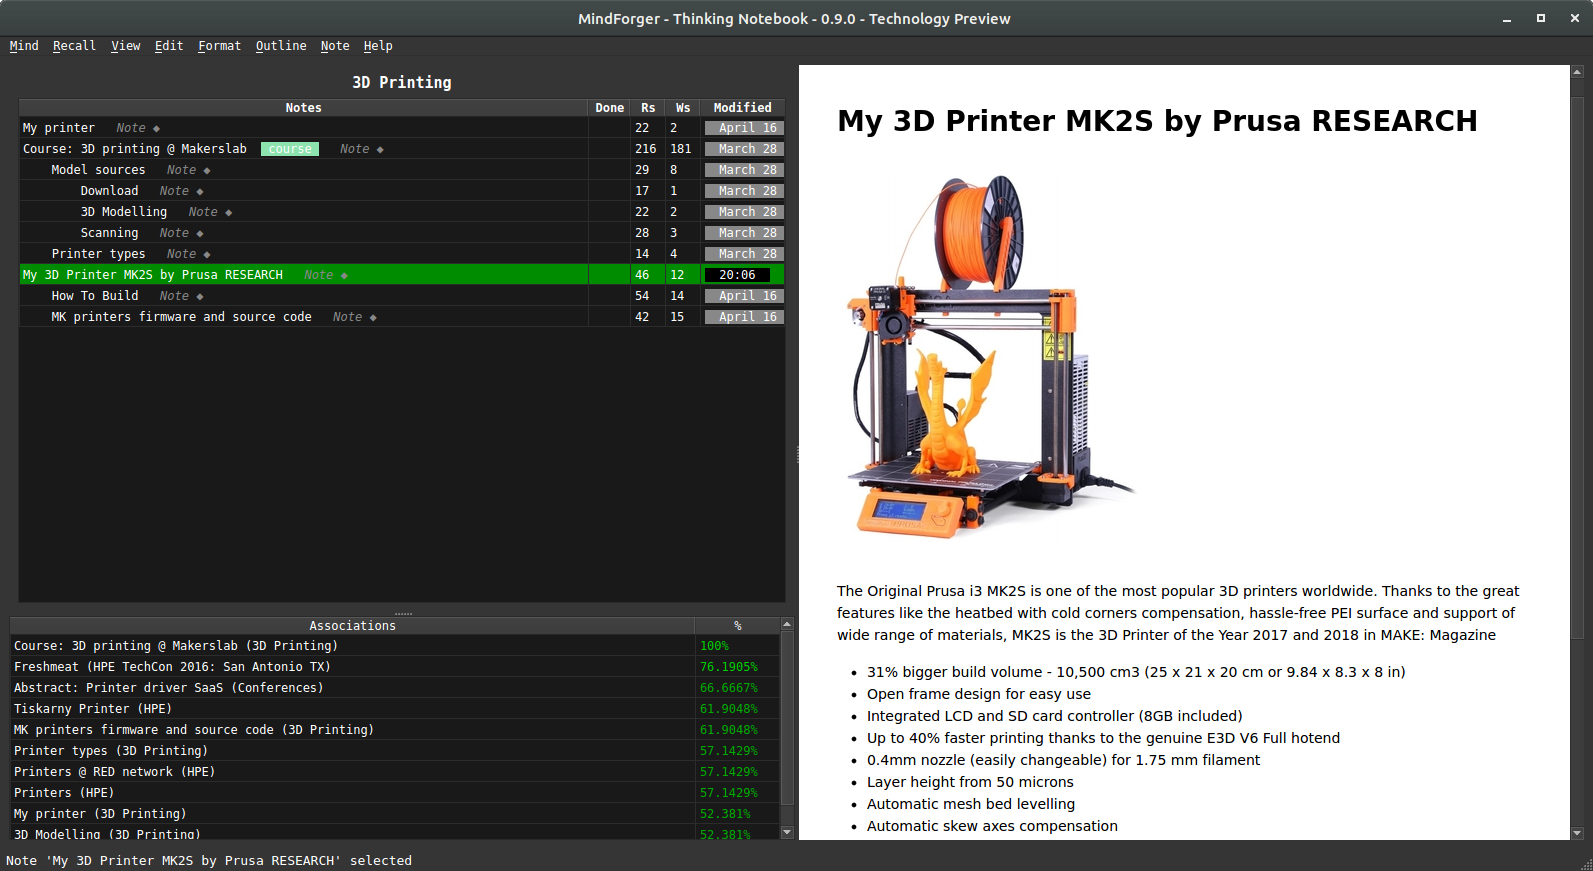 MindForger - Thinking Notebook - 0.9.0 - Technology Preview
Mind Recall View Edit Format Outline Note Help
3D Printing
Notes Done Rs Ws Modified
My printer Note ◆ 22 2 April 16
Course: 3D printing @ Makerslab course Note ◆ 216 181 March 28
Model sources Note ◆ 29 8 March 28
Download Note ◆ 17 1 March 28
3D Modelling Note ◆ 22 2 March 28
Scanning Note ◆ 28 3 March 28
Printer types Note ◆ 14 4 March 28
My 3D Printer MK2S by Prusa RESEARCH Note ◆ 46 12 20:06
How To Build Note ◆ 54 14 April 16
MK printers firmware and source code Note ◆ 42 15 April 16
Associations %
Course: 3D printing @ Makerslab (3D Printing) 100%
Freshmeat (HPE TechCon 2016: San Antonio TX) 76.1905%
Abstract: Printer driver SaaS (Conferences) 66.6667%
Tiskarny Printer (HPE) 61.9048%
MK printers firmware and source code (3D Printing) 61.9048%
Printer types (3D Printing) 57.1429%
Printers @ RED network (HPE) 57.1429%
Printers (HPE) 57.1429%
My printer (3D Printing) 52.381%
3D Modelling (3D Printing) 52.381%
Note 'My 3D Printer MK2S by Prusa RESEARCH' selected
My 3D Printer MK2S by Prusa RESEARCH
The Original Prusa i3 MK2S is one of the most popular 3D printers worldwide. Thanks to the great
features like the heatbed with cold corners compensation, hassle-free PEI surface and support of
wide range of materials, MK2S is the 3D Printer of the Year 2017 and 2018 in MAKE: Magazine
• 31% bigger build volume - 10,500 cm3 (25 x 21 x 20 cm or 9.84 x 8.3 x 8 in)
• Open frame design for easy use
• Integrated LCD and SD card controller (8GB included)
• Up to 40% faster printing thanks to the genuine E3D V6 Full hotend
• 0.4mm nozzle (easily changeable) for 1.75 mm filament
• Layer height from 50 microns
• Automatic mesh bed levelling
• Automatic skew axes compensation